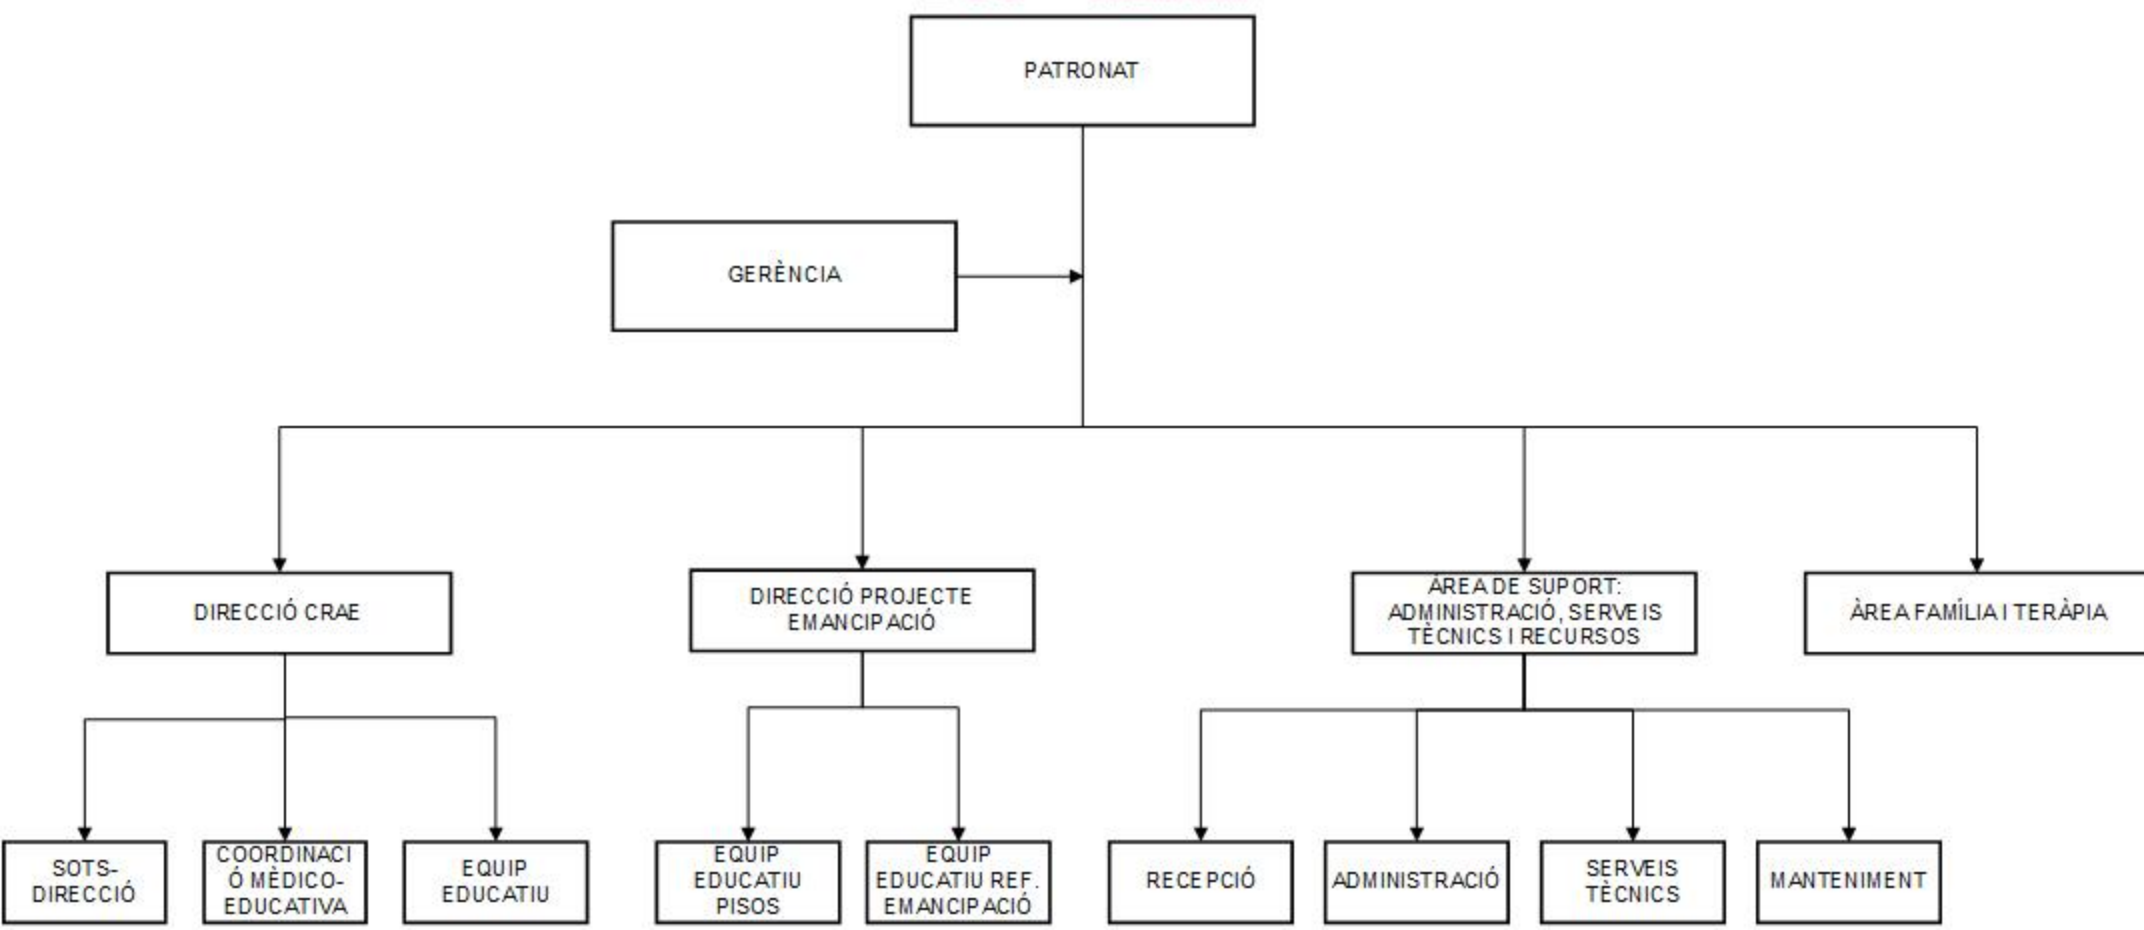 PATRONAT
GERÈNCIA
DIRECCIÓ CRAE
DIRECCIÓ PROJECTE
EMANCIPACIÓ
ÀREA DE SUPORT:
ADMINISTRACIÓ, SERVEIS
TÈCNICS I RECURSOS
ÀREA FAMÍLIA I TERÀPIA
SOTS-
DIRECCIÓ
COORDINACI
Ó MÈDICO-
EDUCATIVA
EQUIP
EDUCATIU
EQUIP
EDUCATIU
PISOS
EQUIP
EDUCATIU REF.
EMANCIPACIÓ
RECEPCIÓ
ADMINISTRACIÓ
SERVEIS
TÈCNICS
MANTENIMENT